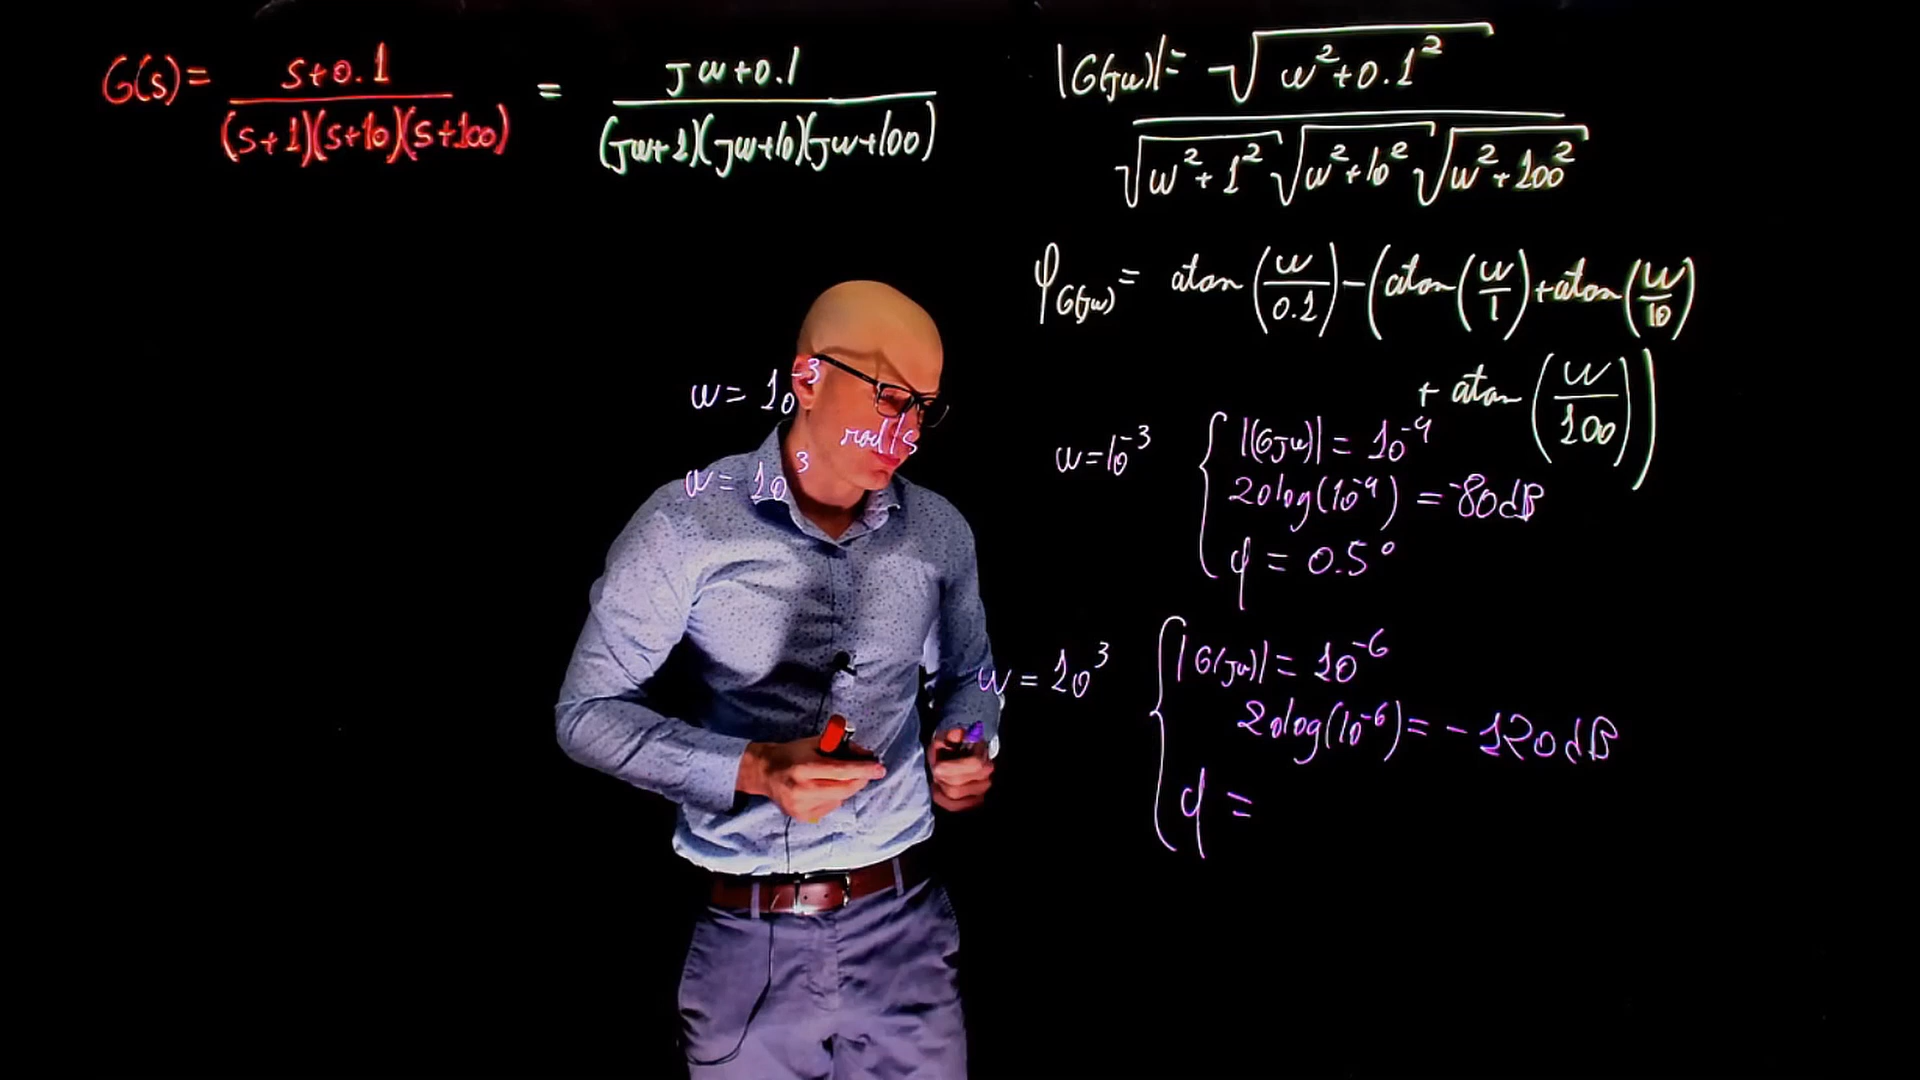 G(s) = s+0.1 / (s+1)(s+10)(s+100) = jω+0.1 / (jω+1)(jω+10)(jω+100)
|G(jω)| = √(ω²+0.1²) / √(ω²+1²) √(ω²+10²) √(ω²+100²)
φG(jω) = atan(ω/0.1) - (atan(ω/1) + atan(ω/10)
+ atan(ω/100))
ω = 10⁻³
rad/s
ω = 10³
ω = 10⁻³
|(Gjω)| = 10⁻⁴
20log(10⁻⁴) = -80dB
φ = 0.5°
ω = 10³
|G(jω)| = 10⁻⁶
20log(10⁻⁶) = -120dB
φ =